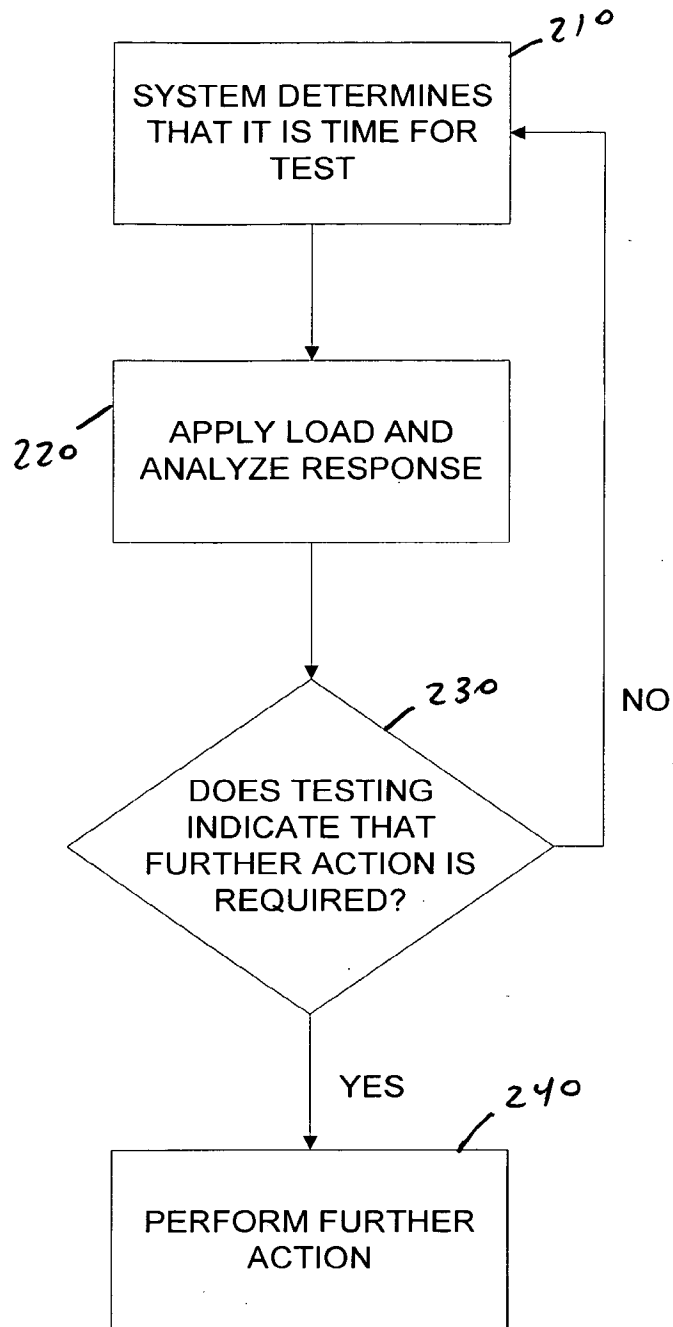 210
SYSTEM DETERMINES
THAT IT IS TIME FOR
TEST
220
APPLY LOAD AND
ANALYZE RESPONSE
230
NO
DOES TESTING
INDICATE THAT
FURTHER ACTION IS
REQUIRED?
YES
240
PERFORM FURTHER
ACTION